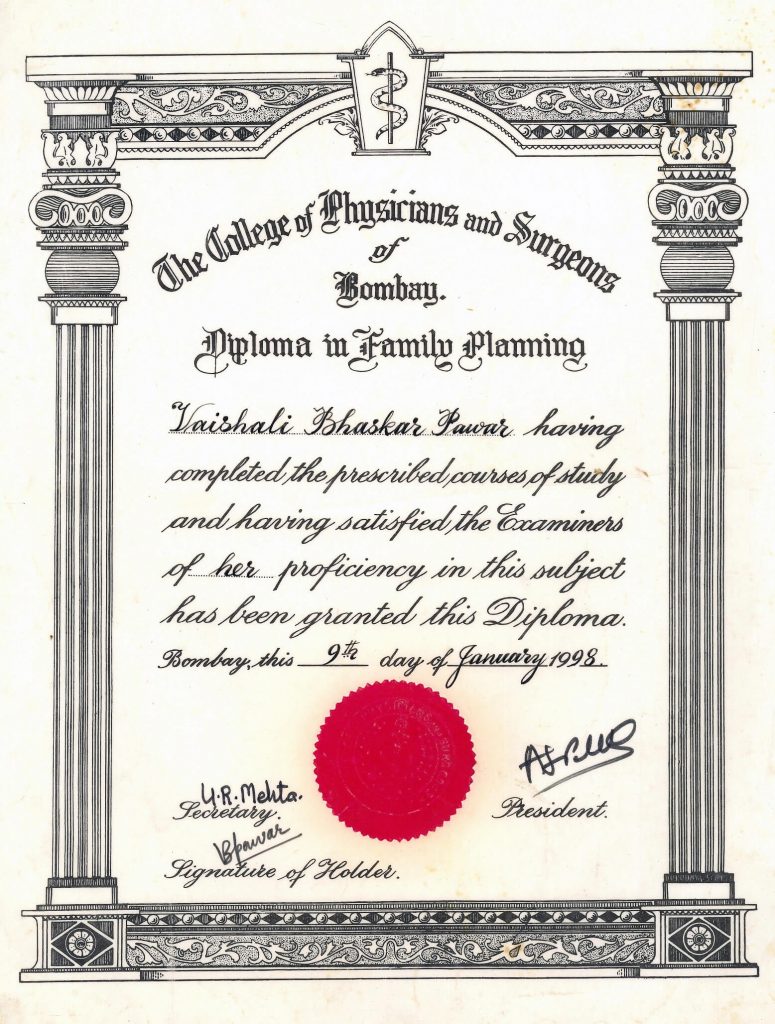 The College of Physicians and Surgeons
of
Bombay.
Diploma in Family Planning
Vaishali Bhaskar Pawar having
completed the prescribed courses of study
and having satisfied the Examiners
of her proficiency in this subject
has been granted this Diploma.
Bombay, this 9th day of January 1998.
U.R. Mehta.
Secretary.
President.
VBpawar
Signature of Holder.